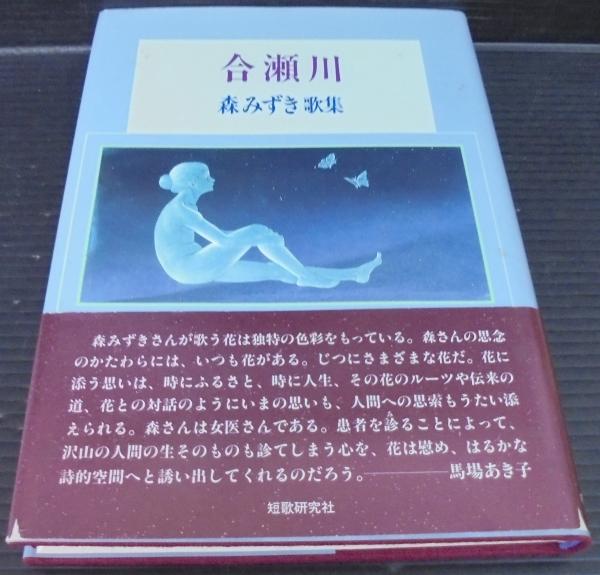 合瀬川
森みずき歌集
森みずきさんが歌う花は独特の色彩をもっている。森さんの思念
のかたわらには、いつも花がある。じつにさまざまな花だ。花に
添う思いは、時にふるさと、時に人生、その花のルーツや伝来の
道、花との対話のようにいまの思いも、人間への思索もうたい添
えられる。森さんは女医さんである。患者を診ることによって、
沢山の人間の生そのものも診てしまう心を、花は慰め、はるかな
詩的空間へと誘い出してくれるのだろう。――馬場あき子
短歌研究社